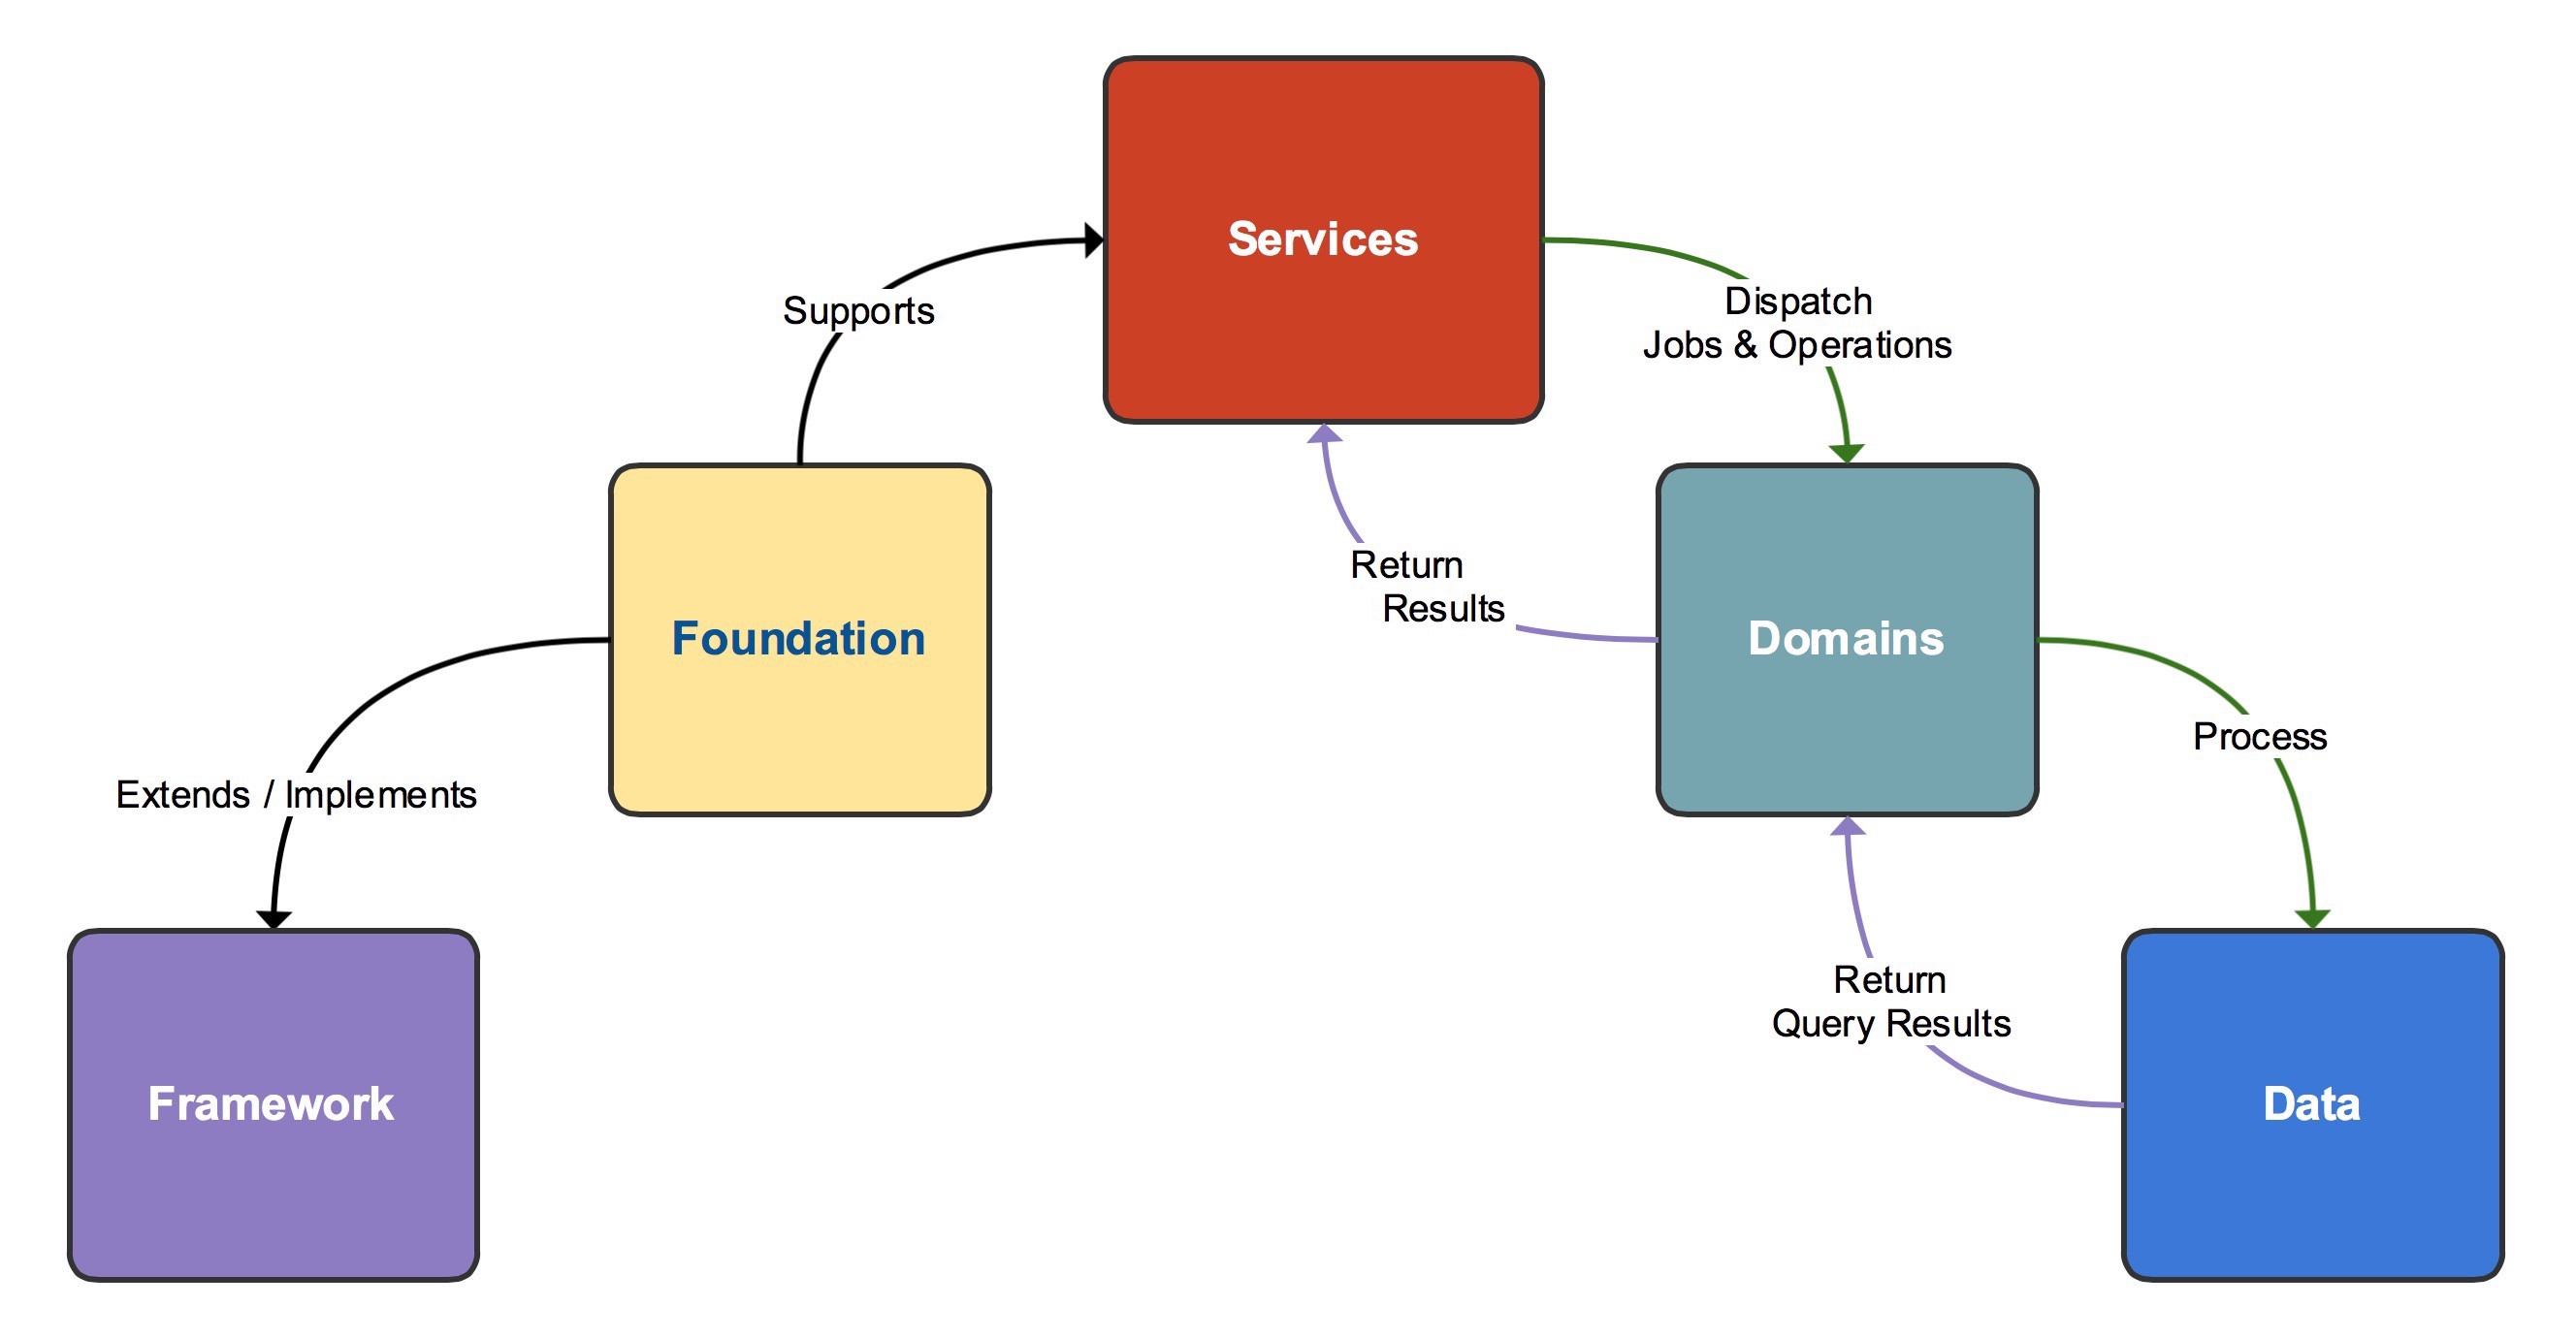 Services
Supports
Dispatch
Jobs & Operations
Return
Results
Foundation
Domains
Process
Extends / Implements
Return
Query Results
Framework
Data